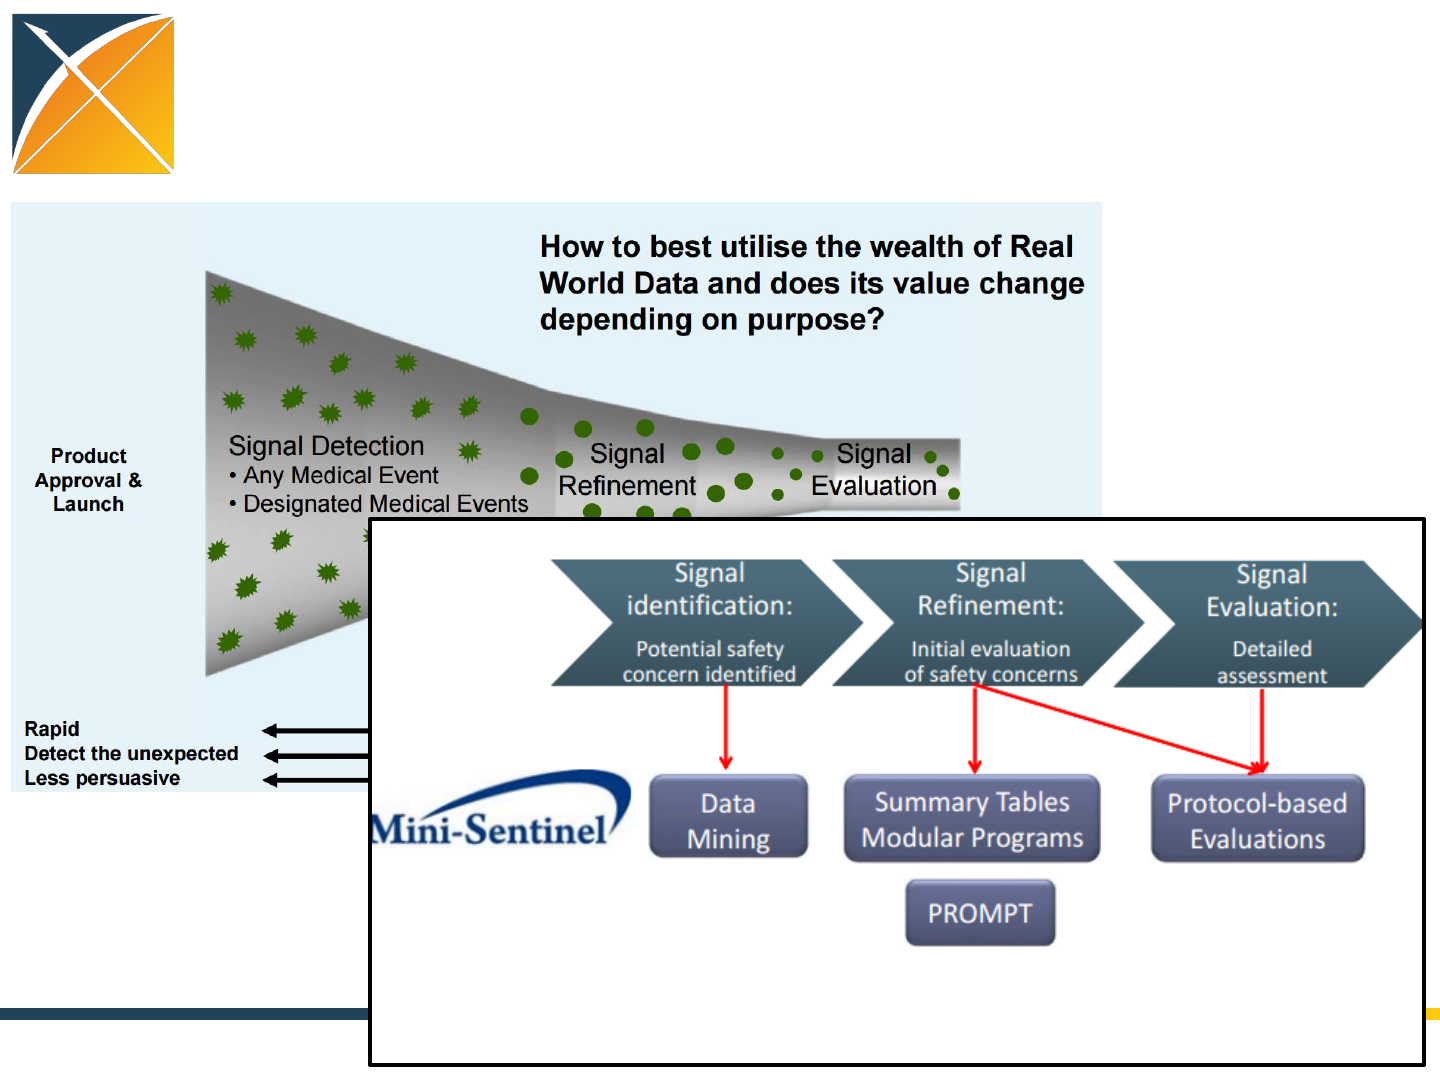 How to best utilise the wealth of Real
World Data and does its value change
depending on purpose?
Product
Approval &
Launch
Signal Detection
• Any Medical Event
• Designated Medical Events
Signal
Refinement
Signal
Evaluation
Rapid
Detect the unexpected
Less persuasive
Signal
identification:
Potential safety
concern identified
Signal
Refinement:
Initial evaluation
of safety concerns
Signal
Evaluation:
Detailed
assessment
Mini-Sentinel
Data
Mining
Summary Tables
Modular Programs
Protocol-based
Evaluations
PROMPT